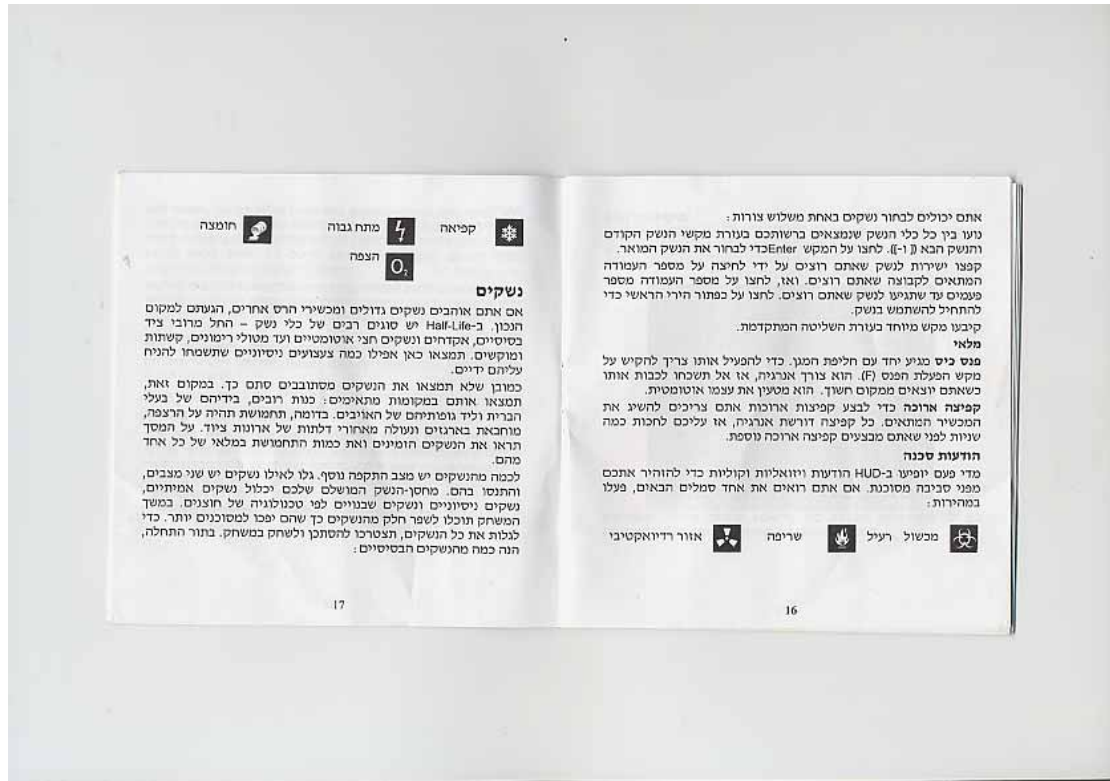 אתם יכולים לבחור נשקים באחת משלוש צורות:
נועו בין כל כלי הנשק שנמצאים ברשותכם בעזרת מקשי הנשק הקודם
והנשק הבא (] ו-[). לחצו על המקש Enterכדי לבחור את הנשק המואר.
קפצו ישירות לנשק שאתם רוצים על ידי לחיצה על מספר העמודה
המתאים לקבוצה שאתם רוצים. ואז, לחצו על מספר העמודה מספר
פעמים עד שתגיעו לנשק שאתם רוצים. לחצו על כפתור הירי הראשי כדי
להתחיל להשתמש בנשק.
קיבעו מקש מיוחד בעזרת השליטה המתקדמת.
מלאי
פנס כיס מגיע יחד עם חליפת המגן. כדי להפעיל אותו צריך להקיש על
מקש הפעלת הפנס (F). הוא צורך אנרגיה, אז אל תשכחו לכבות אותו
כשאתם יוצאים ממקום חשוך. הוא מטעין את עצמו אוטומטית.
קפיצה ארוכה כדי לבצע קפיצות ארוכות אתם צריכים להשיג את
המכשיר המתאים. כל קפיצה דורשת אנרגיה, אז עליכם לחכות כמה
שניות לפני שאתם מבצעים קפיצה ארוכה נוספת.
הודעות סכנה
מדי פעם יופיעו ב-HUD הודעות ויזואליות וקוליות כדי להזהיר אתכם
מפני סביבה מסוכנת. אם אתם רואים את אחד סמלים הבאים, פעלו
במהירות:
מכשול רעיל שריפה אזור רדיואקטיבי
16
קפיאה מתח גבוה חומצה
הצפה
O2
נשקים
אם אתם אוהבים נשקים גדולים ומכשירי הרס אחרים, הגעתם למקום
הנכון. ב-Half-Life יש סוגים רבים של כלי נשק – החל מרובי ציד
בסיסיים, אקדחים ונשקים חצי אוטומטיים ועד מטולי רימונים, קשתות
ומוקשים. תמצאו כאן אפילו כמה צעצועים ניסיוניים שתשמחו להניח
עליהם ידיים.
כמובן שלא תמצאו את הנשקים מסתובבים סתם כך. במקום זאת,
תמצאו אותם במקומות מתאימים: כנות רובים, בידיהם של בעלי
הברית וליד גופותיהם של האויבים. בדומה, תחמושת תהיה על הרצפה,
מוחבאת בארגזים ונעולה מאחורי דלתות של ארונות ציוד. על המסך
תראו את הנשקים הזמינים ואת כמות התחמושת במלאי של כל אחד
מהם.
לכמה מהנשקים יש מצב התקפה נוסף. גלו לאילו נשקים יש שני מצבים,
והתנסו בהם. מחסן-הנשק המושלם שלכם יכלול נשקים אמיתיים,
נשקים ניסיוניים ונשקים שבנויים לפי טכנולוגיה של חוצנים. במשך
המשחק תוכלו לשפר חלק מהנשקים כך שהם יפכו למסוכנים יותר. כדי
לגלות את כל הנשקים, תצטרכו להסתכן ולשחק במשחק. בתור התחלה,
הנה כמה מהנשקים הבסיסיים:
17